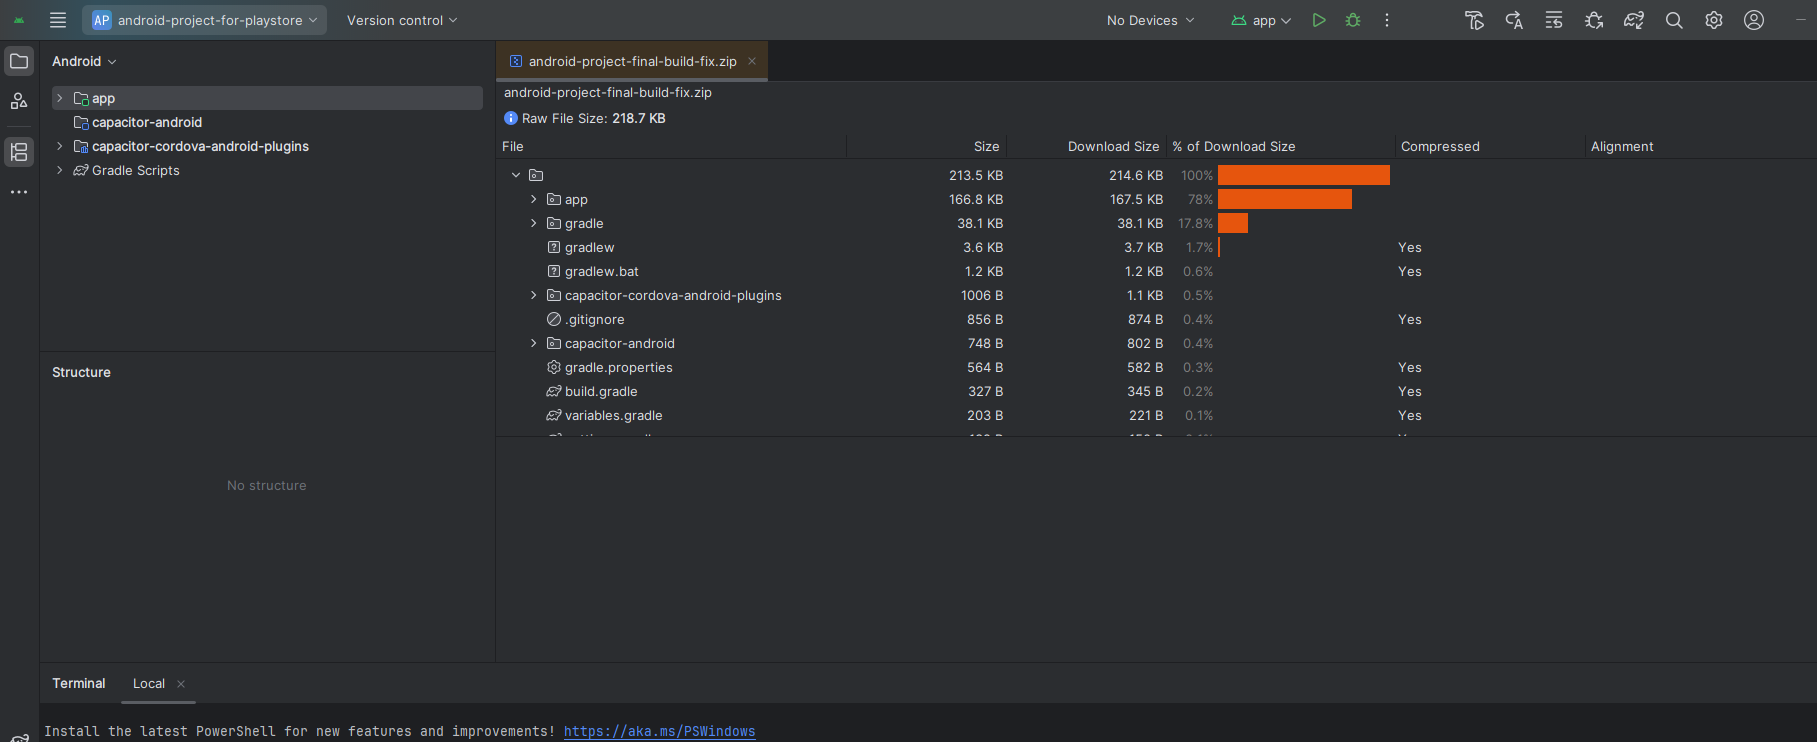 AP android-project-for-playstore Version control No Devices app
Android
app
capacitor-android
capacitor-cordova-android-plugins
Gradle Scripts
Structure
No structure
android-project-final-build-fix.zip
android-project-final-build-fix.zip
Raw File Size: 218.7 KB
File Size Download Size % of Download Size Compressed Alignment
213.5 KB 214.6 KB 100%
app 166.8 KB 167.5 KB 78%
gradle 38.1 KB 38.1 KB 17.8%
gradlew 3.6 KB 3.7 KB 1.7% Yes
gradlew.bat 1.2 KB 1.2 KB 0.6% Yes
capacitor-cordova-android-plugins 1006 B 1.1 KB 0.5%
.gitignore 856 B 874 B 0.4% Yes
capacitor-android 748 B 802 B 0.4%
gradle.properties 564 B 582 B 0.3% Yes
build.gradle 327 B 345 B 0.2% Yes
variables.gradle 203 B 221 B 0.1% Yes
Terminal Local
Install the latest PowerShell for new features and improvements! https://aka.ms/PSWindows